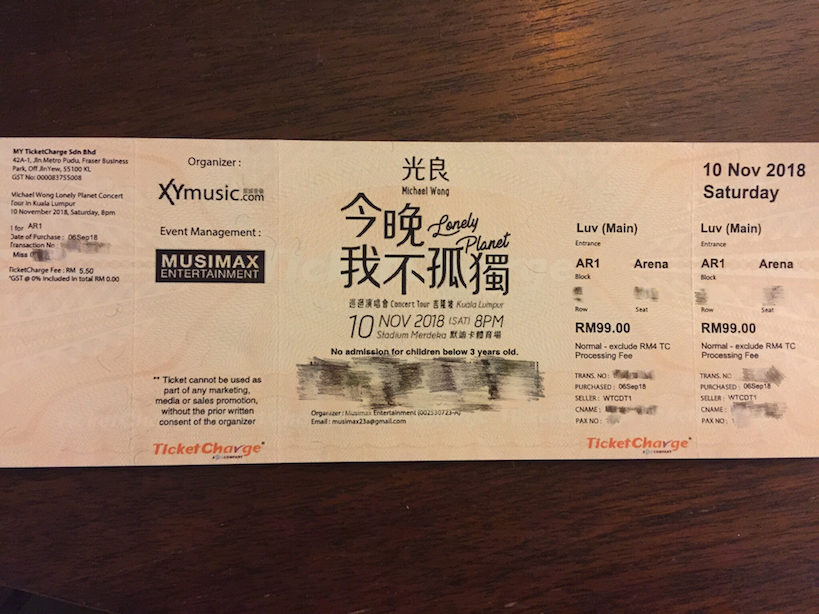 MY TicketCharge Sdn Bhd
42A-1, Jln Metro Pudu, Fraser Business
Park, Off JlnYew, 55100 KL
GST No: 000083755008
Michael Wong Lonely Planet Concert
Tour in Kuala Lumpur
10 November 2018, Saturday, 8pm
for AR1
Date of Purchase : 06Sep18
Transaction No :
Miss
TicketCharge Fee : RM 5.50
*GST @ 0% Included in total RM 0.00
Organizer :
XYmusic.com
Event Management :
MUSIMAX
ENTERTAINMENT
** Ticket cannot be used as
part of any marketing,
media or sales promotion,
without the prior written
consent of the organizer
TicketCharge
光良
Michael Wong
今晚
Lonely
Planet
我不孤獨
巡迴演唱會 Concert Tour 吉隆坡 Kuala Lumpur
10 NOV 2018 (SAT) 8PM
Stadium Merdeka 默迪卡體育場
No admission for children below 3 years old.
Organizer : Musimax Entertainment (002530723-A)
Email : musimax23a@gmail.com
Luv (Main)
Entrance
AR1 Arena
Block
Row Seat
RM99.00
Normal - exclude RM4 TC
Processing Fee
TRANS. NO :
PURCHASED : 06Sep18
SELLER : WTCDT1
CNAME :
PAX NO :
TicketCharge
10 Nov 2018
Saturday
Luv (Main)
Entrance
AR1 Arena
Block
Row Seat
RM99.00
Normal - exclude RM4 TC
Processing Fee
TRANS. NO
PURCHASED : 06Sep18
SELLER : WTCDT1
CNAME :
PAX NO :